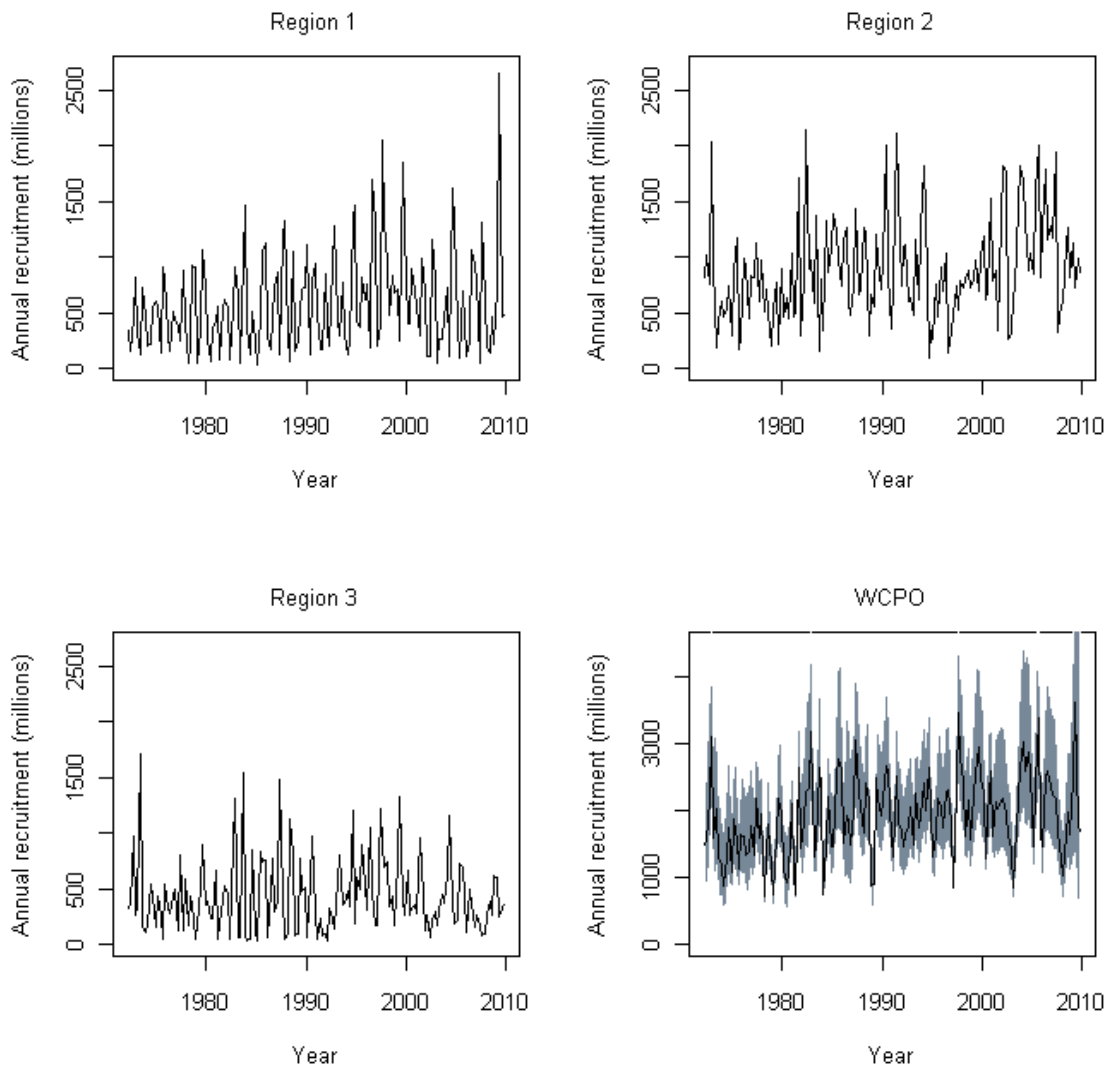 Region 1
Annual recruitment (millions)
0 500 1500 2500
1980 1990 2000 2010
Year
Region 2
Annual recruitment (millions)
0 500 1500 2500
1980 1990 2000 2010
Year
Region 3
Annual recruitment (millions)
0 500 1500 2500
1980 1990 2000 2010
Year
WCPO
Annual recruitment (millions)
0 1000 3000
1980 1990 2000 2010
Year